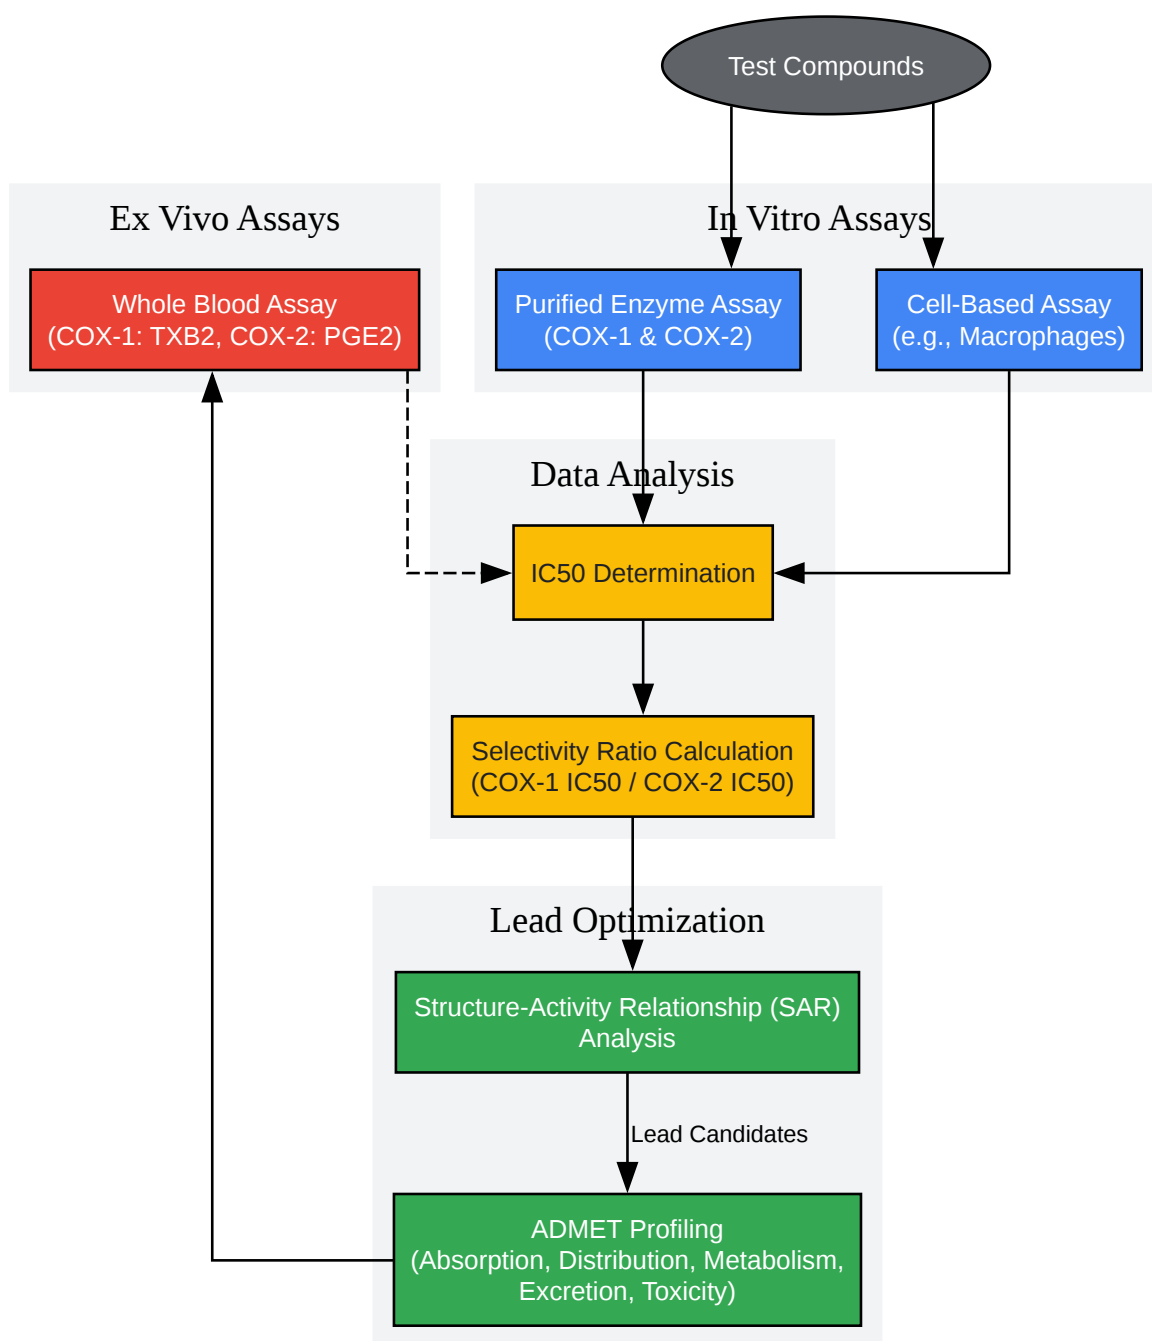 Test Compounds
Ex Vivo Assays
In Vitro Assays
Whole Blood Assay
(COX-1: TXB2, COX-2: PGE2)
Purified Enzyme Assay
(COX-1 & COX-2)
Cell-Based Assay
(e.g., Macrophages)
Data Analysis
IC50 Determination
Selectivity Ratio Calculation
(COX-1 IC50 / COX-2 IC50)
Lead Optimization
Structure-Activity Relationship (SAR)
Analysis
Lead Candidates
ADMET Profiling
(Absorption, Distribution, Metabolism,
Excretion, Toxicity)